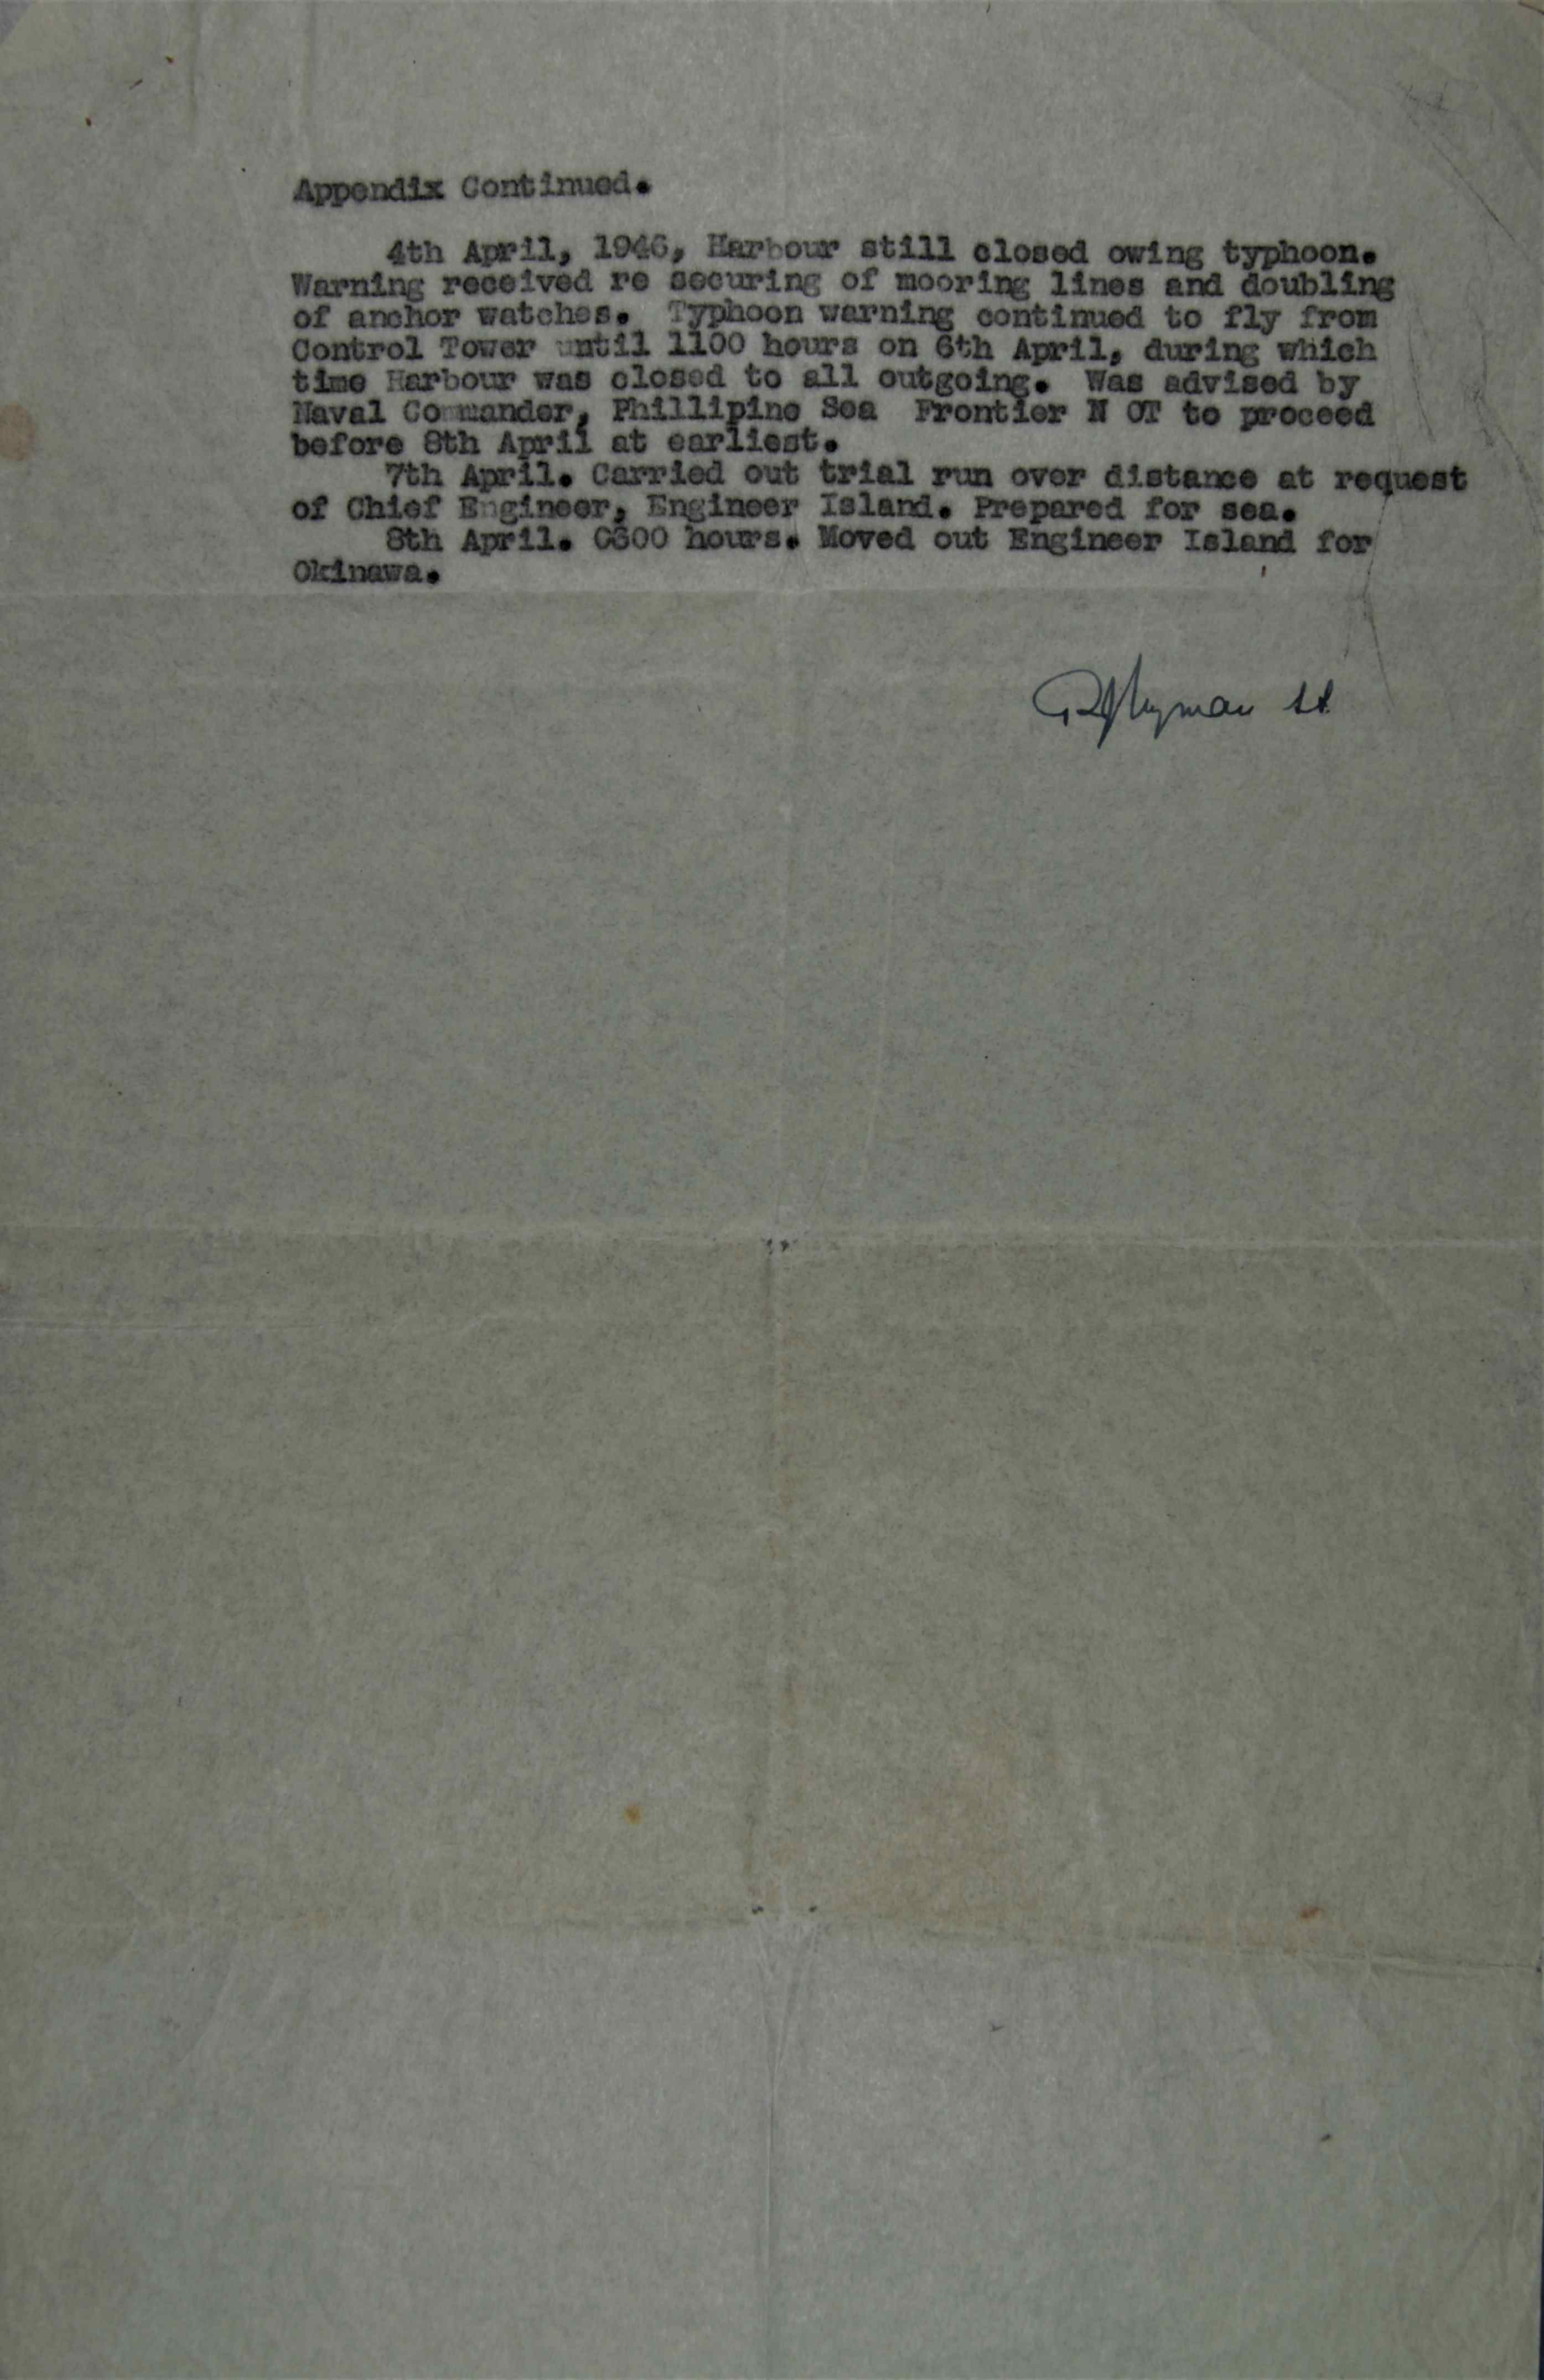 Appendix Continued.
4th April, 1946, Harbour still closed owing typhoon.
Warning received re securing of mooring lines and doubling
of anchor watches. Typhoon warning continued to fly from
Control Tower until 1100 hours on 6th April, during which
time Harbour was closed to all outgoing. Was advised by
Naval Commander, Phillipine Sea Frontier N OT to proceed
before 8th April at earliest.
7th April. Carried out trial run over distance at request
of Chief Engineer, Engineer Island. Prepared for sea.
8th April. 0600 hours. Moved out Engineer Island for
Okinawa.